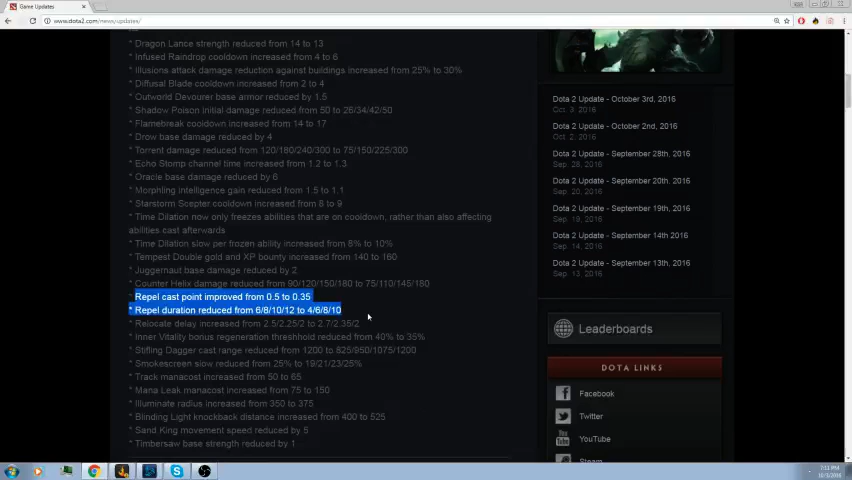 Game Updates
www.dota2.com/news/updates/
* Dragon Lance strength reduced from 14 to 13
* Infused Raindrop cooldown increased from 4 to 6
* Illusions attack damage reduction against buildings increased from 25% to 30%
* Diffusal Blade cooldown increased from 2 to 4
* Outworld Devourer base armor reduced by 1.5
* Shadow Poison initial damage reduced from 50 to 26/34/42/50
* Flamebreak cooldown increased from 14 to 17
* Drow base damage reduced by 4
* Torrent damage reduced from 120/180/240/300 to 75/150/225/300
* Echo Stomp channel time increased from 1.2 to 1.3
* Oracle base damage reduced by 6
* Morphling intelligence gain reduced from 1.5 to 1.1
* Starstorm Scepter cooldown increased from 8 to 9
* Time Dilation now only freezes abilities that are on cooldown, rather than also affecting
abilities cast afterwards
* Time Dilation slow per frozen ability increased from 8% to 10%
* Tempest Double gold and XP bounty increased from 140 to 160
* Juggernaut base damage reduced by 2
* Counter Helix damage reduced from 90/120/150/180 to 75/110/145/180
* Repel cast point improved from 0.5 to 0.35
* Repel duration reduced from 6/8/10/12 to 4/6/8/10
* Relocate delay increased from 2.5/2.25/2 to 2.7/2.35/2
* Inner Vitality bonus regeneration threshold reduced from 40% to 35%
* Stifling Dagger cast range reduced from 1200 to 825/950/1075/1200
* Smokescreen slow reduced from 25% to 19/21/23/25%
* Track manacost increased from 50 to 65
* Mana Leak manacost increased from 75 to 150
* Illuminate radius increased from 350 to 375
* Blinding Light knockback distance increased from 400 to 525
* Sand King movement speed reduced by 5
* Timbersaw base strength reduced by 1
Dota 2 Update - October 3rd, 2016
Oct. 3, 2016
Dota 2 Update - October 2nd, 2016
Oct. 2, 2016
Dota 2 Update - September 28th, 2016
Sep. 28, 2016
Dota 2 Update - September 20th, 2016
Sep. 20, 2016
Dota 2 Update - September 19th, 2016
Sep. 19, 2016
Dota 2 Update - September 14th 2016
Sep. 14, 2016
Dota 2 Update - September 13th, 2016
Sep. 13, 2016
Leaderboards
DOTA LINKS
Facebook
Twitter
YouTube
Steam
7:13 PM
10/3/2016